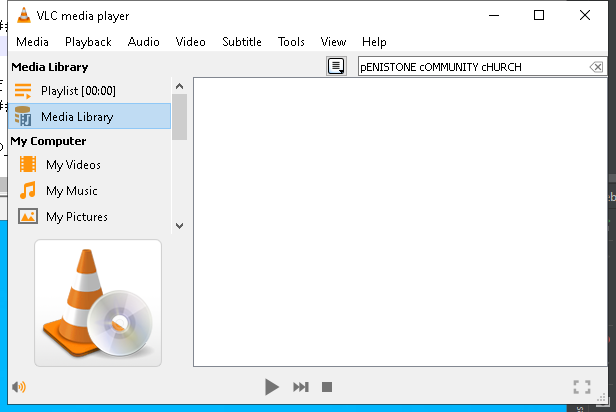 VLC media player
Media Playback Audio Video Subtitle Tools View Help
Media Library
pENISTONE cOMMUNITY cHURCH
Playlist [00:00]
Media Library
My Computer
My Videos
My Music
My Pictures